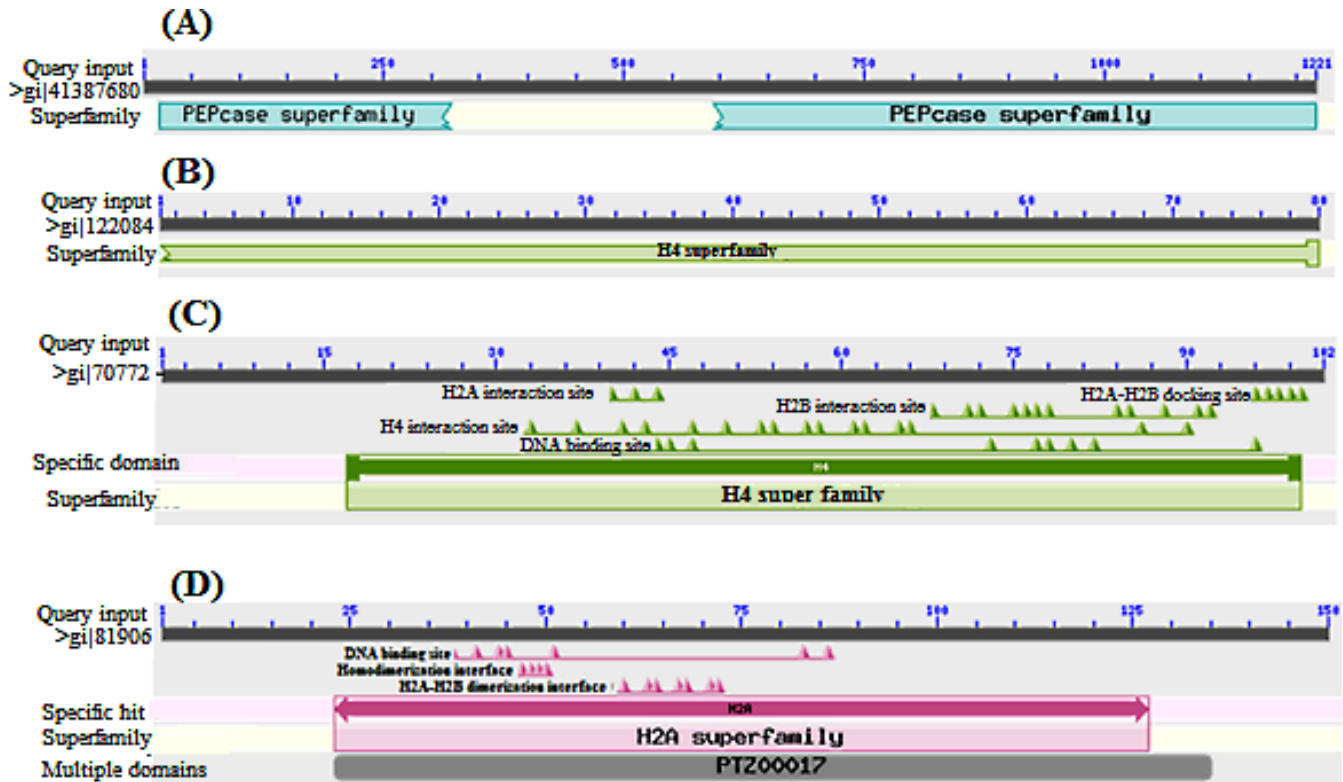 (A)
250 500 750 1000 1221
Query input
>gi|41387680
Superfamily PEPcase superfamily PEPcase superfamily
(B)
Query input 1 10 20 30 40 50 60 70 80
>gi|122084
Superfamily H4 superfamily
(C)
Query input 1 15 30 45 60 75 90 102
>gi|70772
H2A interaction site H2A-H2B docking site
H2B interaction site
H4 interaction site
DNA binding site
Specific domain H4
Superfamily H4 super family
(D)
Query input 1 25 50 75 100 125 150
>gi|81906
DNA binding site
Homodimerization interface
H2A-H2B dimerization interface
Specific hit H2A
Superfamily H2A superfamily
Multiple domains PTZ00017